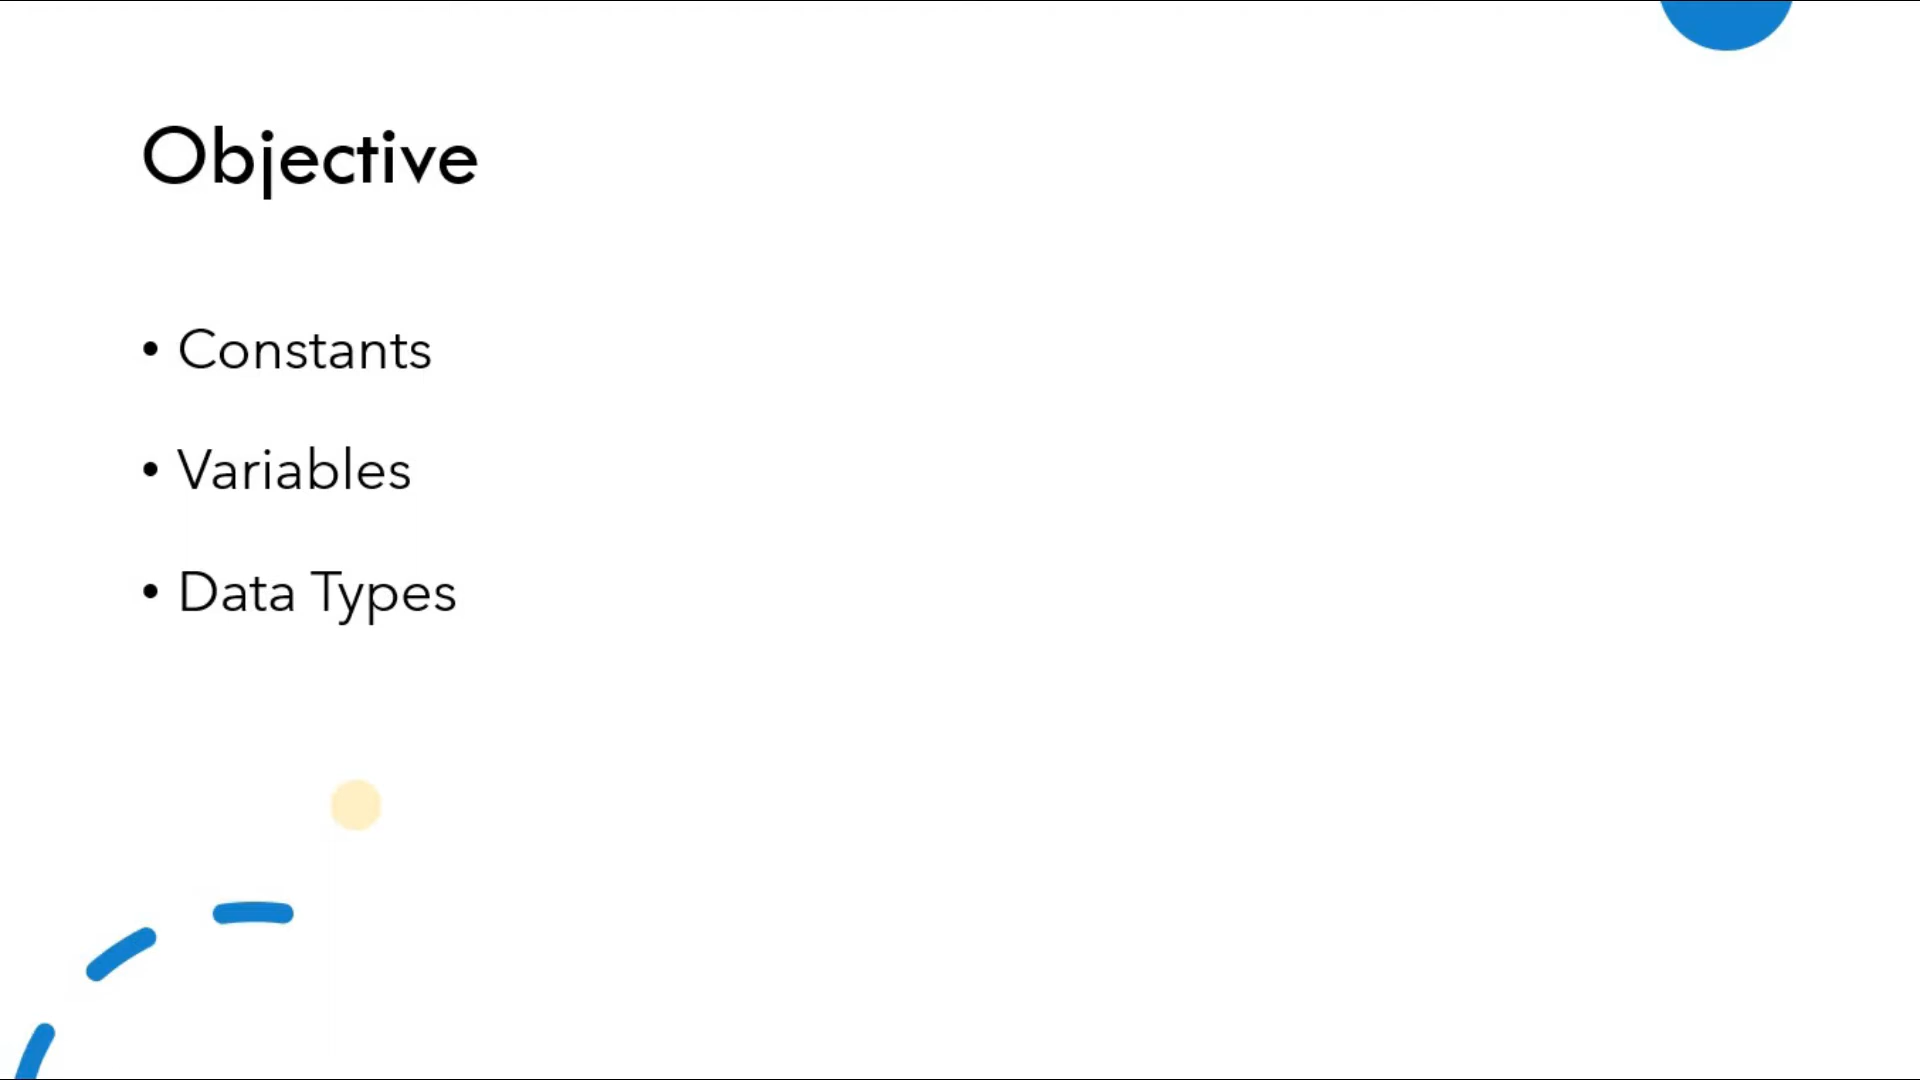 Objective
• Constants
• Variables
• Data Types